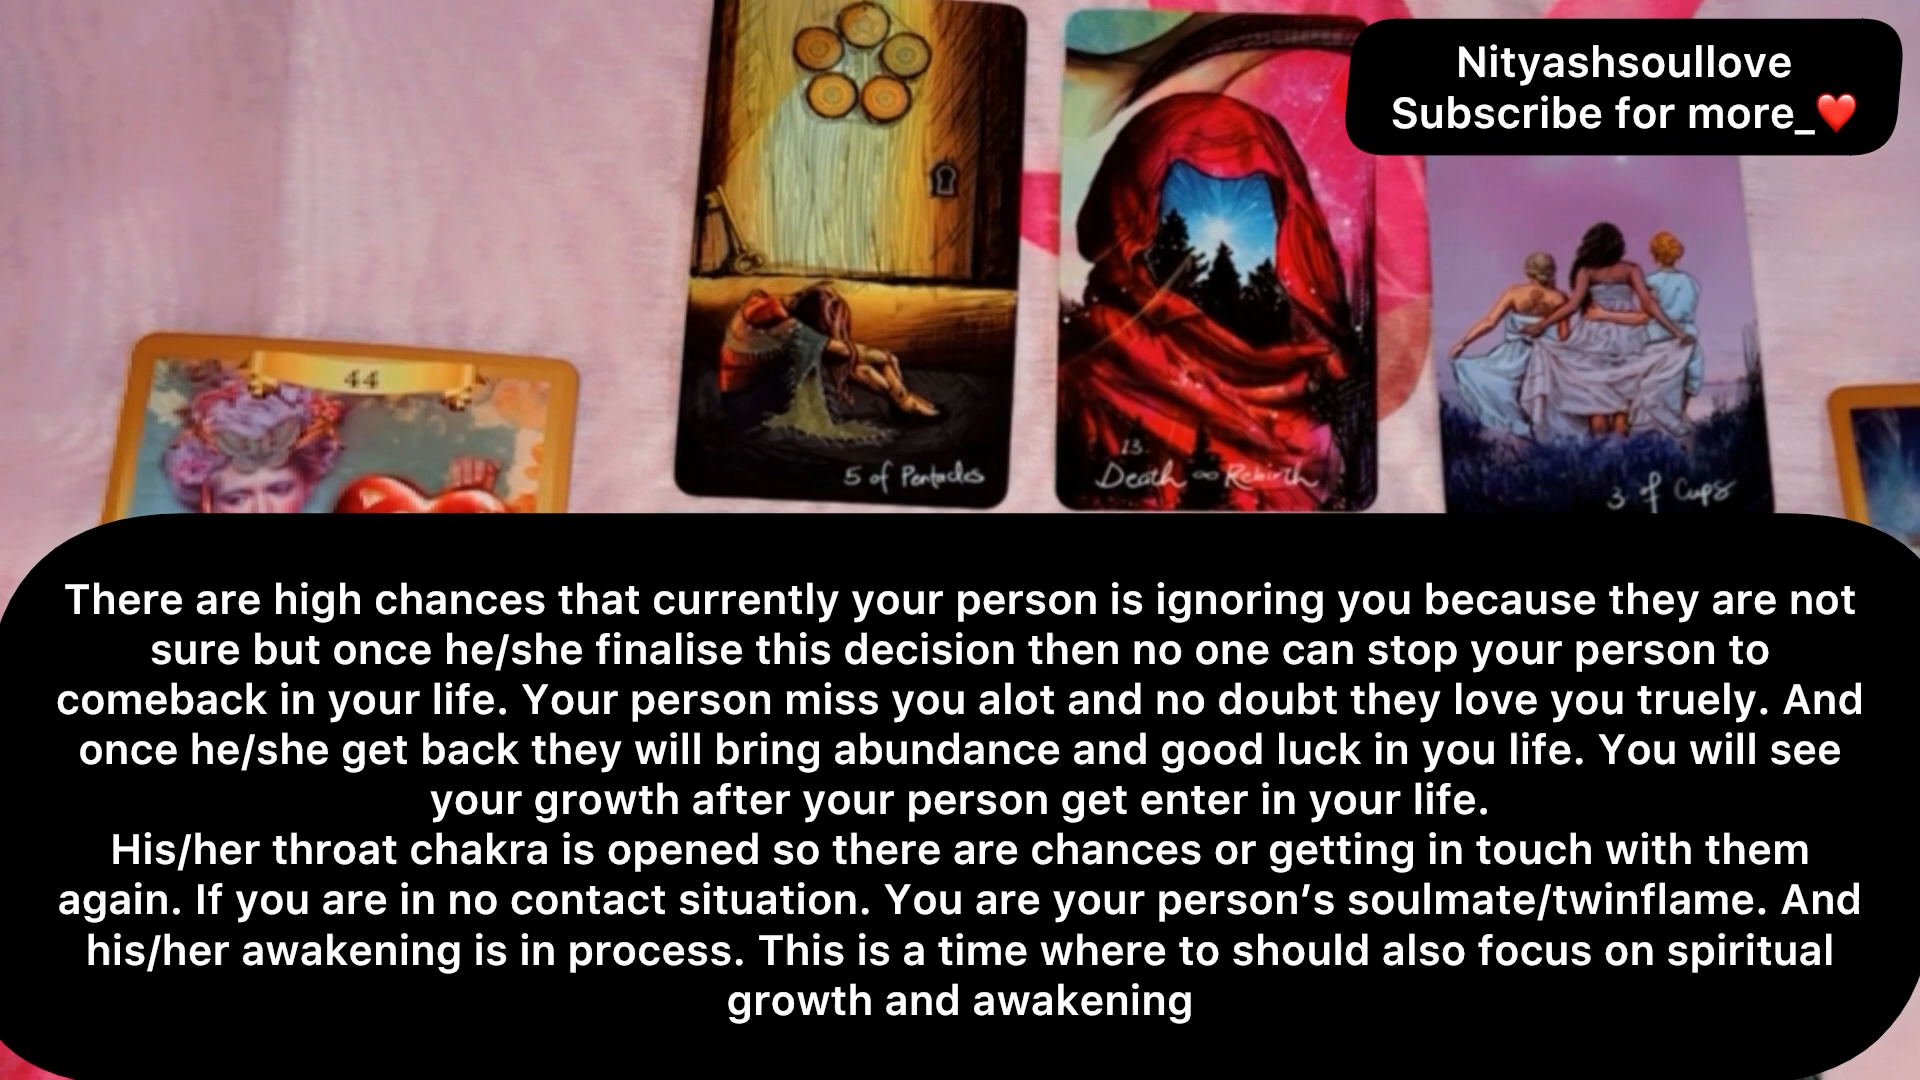 Nityashsoullove
Subscribe for more_❤️
44
5 of Pentacles
13.
Death ∞ Rebirth
3 of Cups
There are high chances that currently your person is ignoring you because they are not
sure but once he/she finalise this decision then no one can stop your person to
comeback in your life. Your person miss you alot and no doubt they love you truely. And
once he/she get back they will bring abundance and good luck in you life. You will see
your growth after your person get enter in your life.
His/her throat chakra is opened so there are chances or getting in touch with them
again. If you are in no contact situation. You are your person’s soulmate/twinflame. And
his/her awakening is in process. This is a time where to should also focus on spiritual
growth and awakening